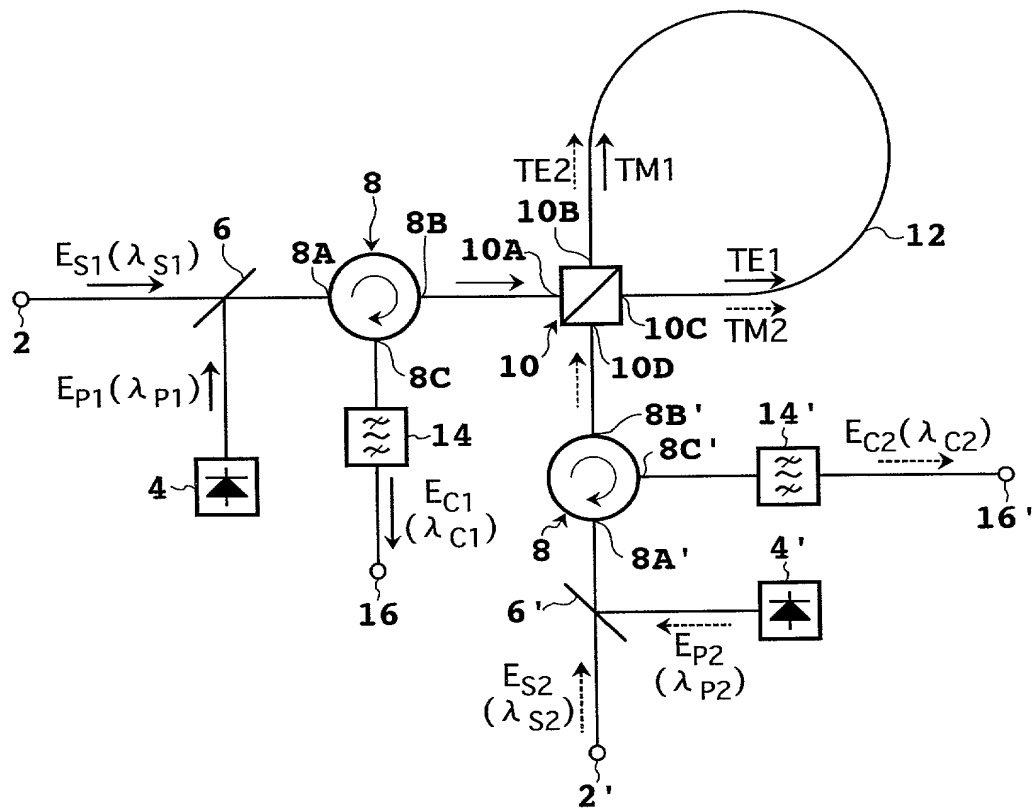 TE2
TM1
8
10B
6
8B
8A
10A
12
E_S1(λ_S1)
TE1
2
10C
TM2
10
10D
8C
E_P1(λ_P1)
14
8B'
14'
8C'
E_C2(λ_C2)
4
E_C1
(λ_C1)
16'
8
8A'
4'
16
6'
E_P2
(λ_P2)
E_S2
(λ_S2)
2'